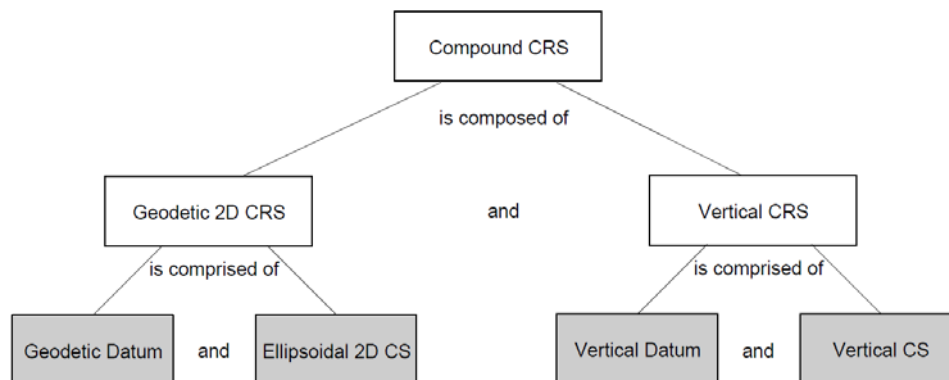 Compound CRS
is composed of
Geodetic 2D CRS
and
Vertical CRS
is comprised of
is comprised of
Geodetic Datum
and
Ellipsoidal 2D CS
Vertical Datum
and
Vertical CS